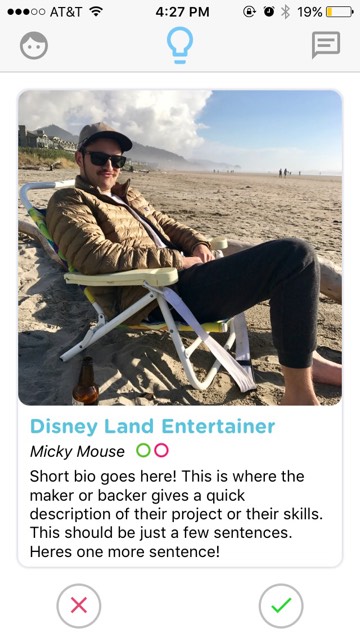 AT&T 4:27 PM 19%
Disney Land Entertainer
Micky Mouse
Short bio goes here! This is where the
maker or backer gives a quick
description of their project or their skills.
This should be just a few sentences.
Heres one more sentence!